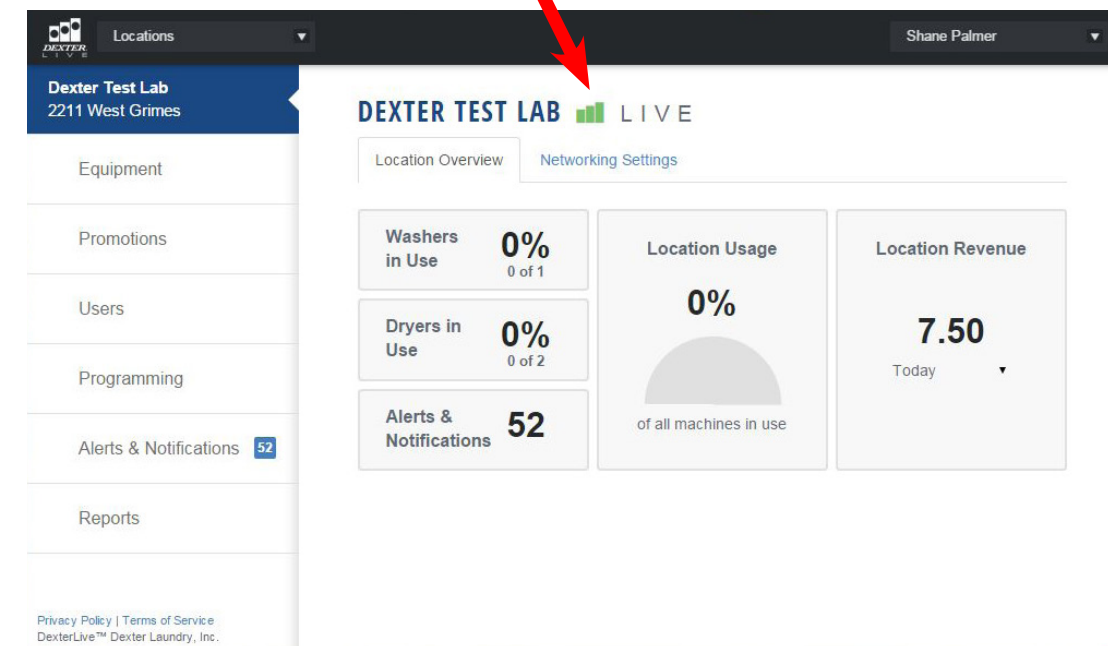 DEXTER
LIVE
Locations
Shane Palmer
Dexter Test Lab
2211 West Grimes
Equipment
Promotions
Users
Programming
Alerts & Notifications 52
Reports
Privacy Policy | Terms of Service
DexterLive™ Dexter Laundry, Inc.
DEXTER TEST LAB LIVE
Location Overview
Networking Settings
Washers
in Use
0%
0 of 1
Dryers in
Use
0%
0 of 2
Alerts &
Notifications
52
Location Usage
0%
of all machines in use
Location Revenue
7.50
Today